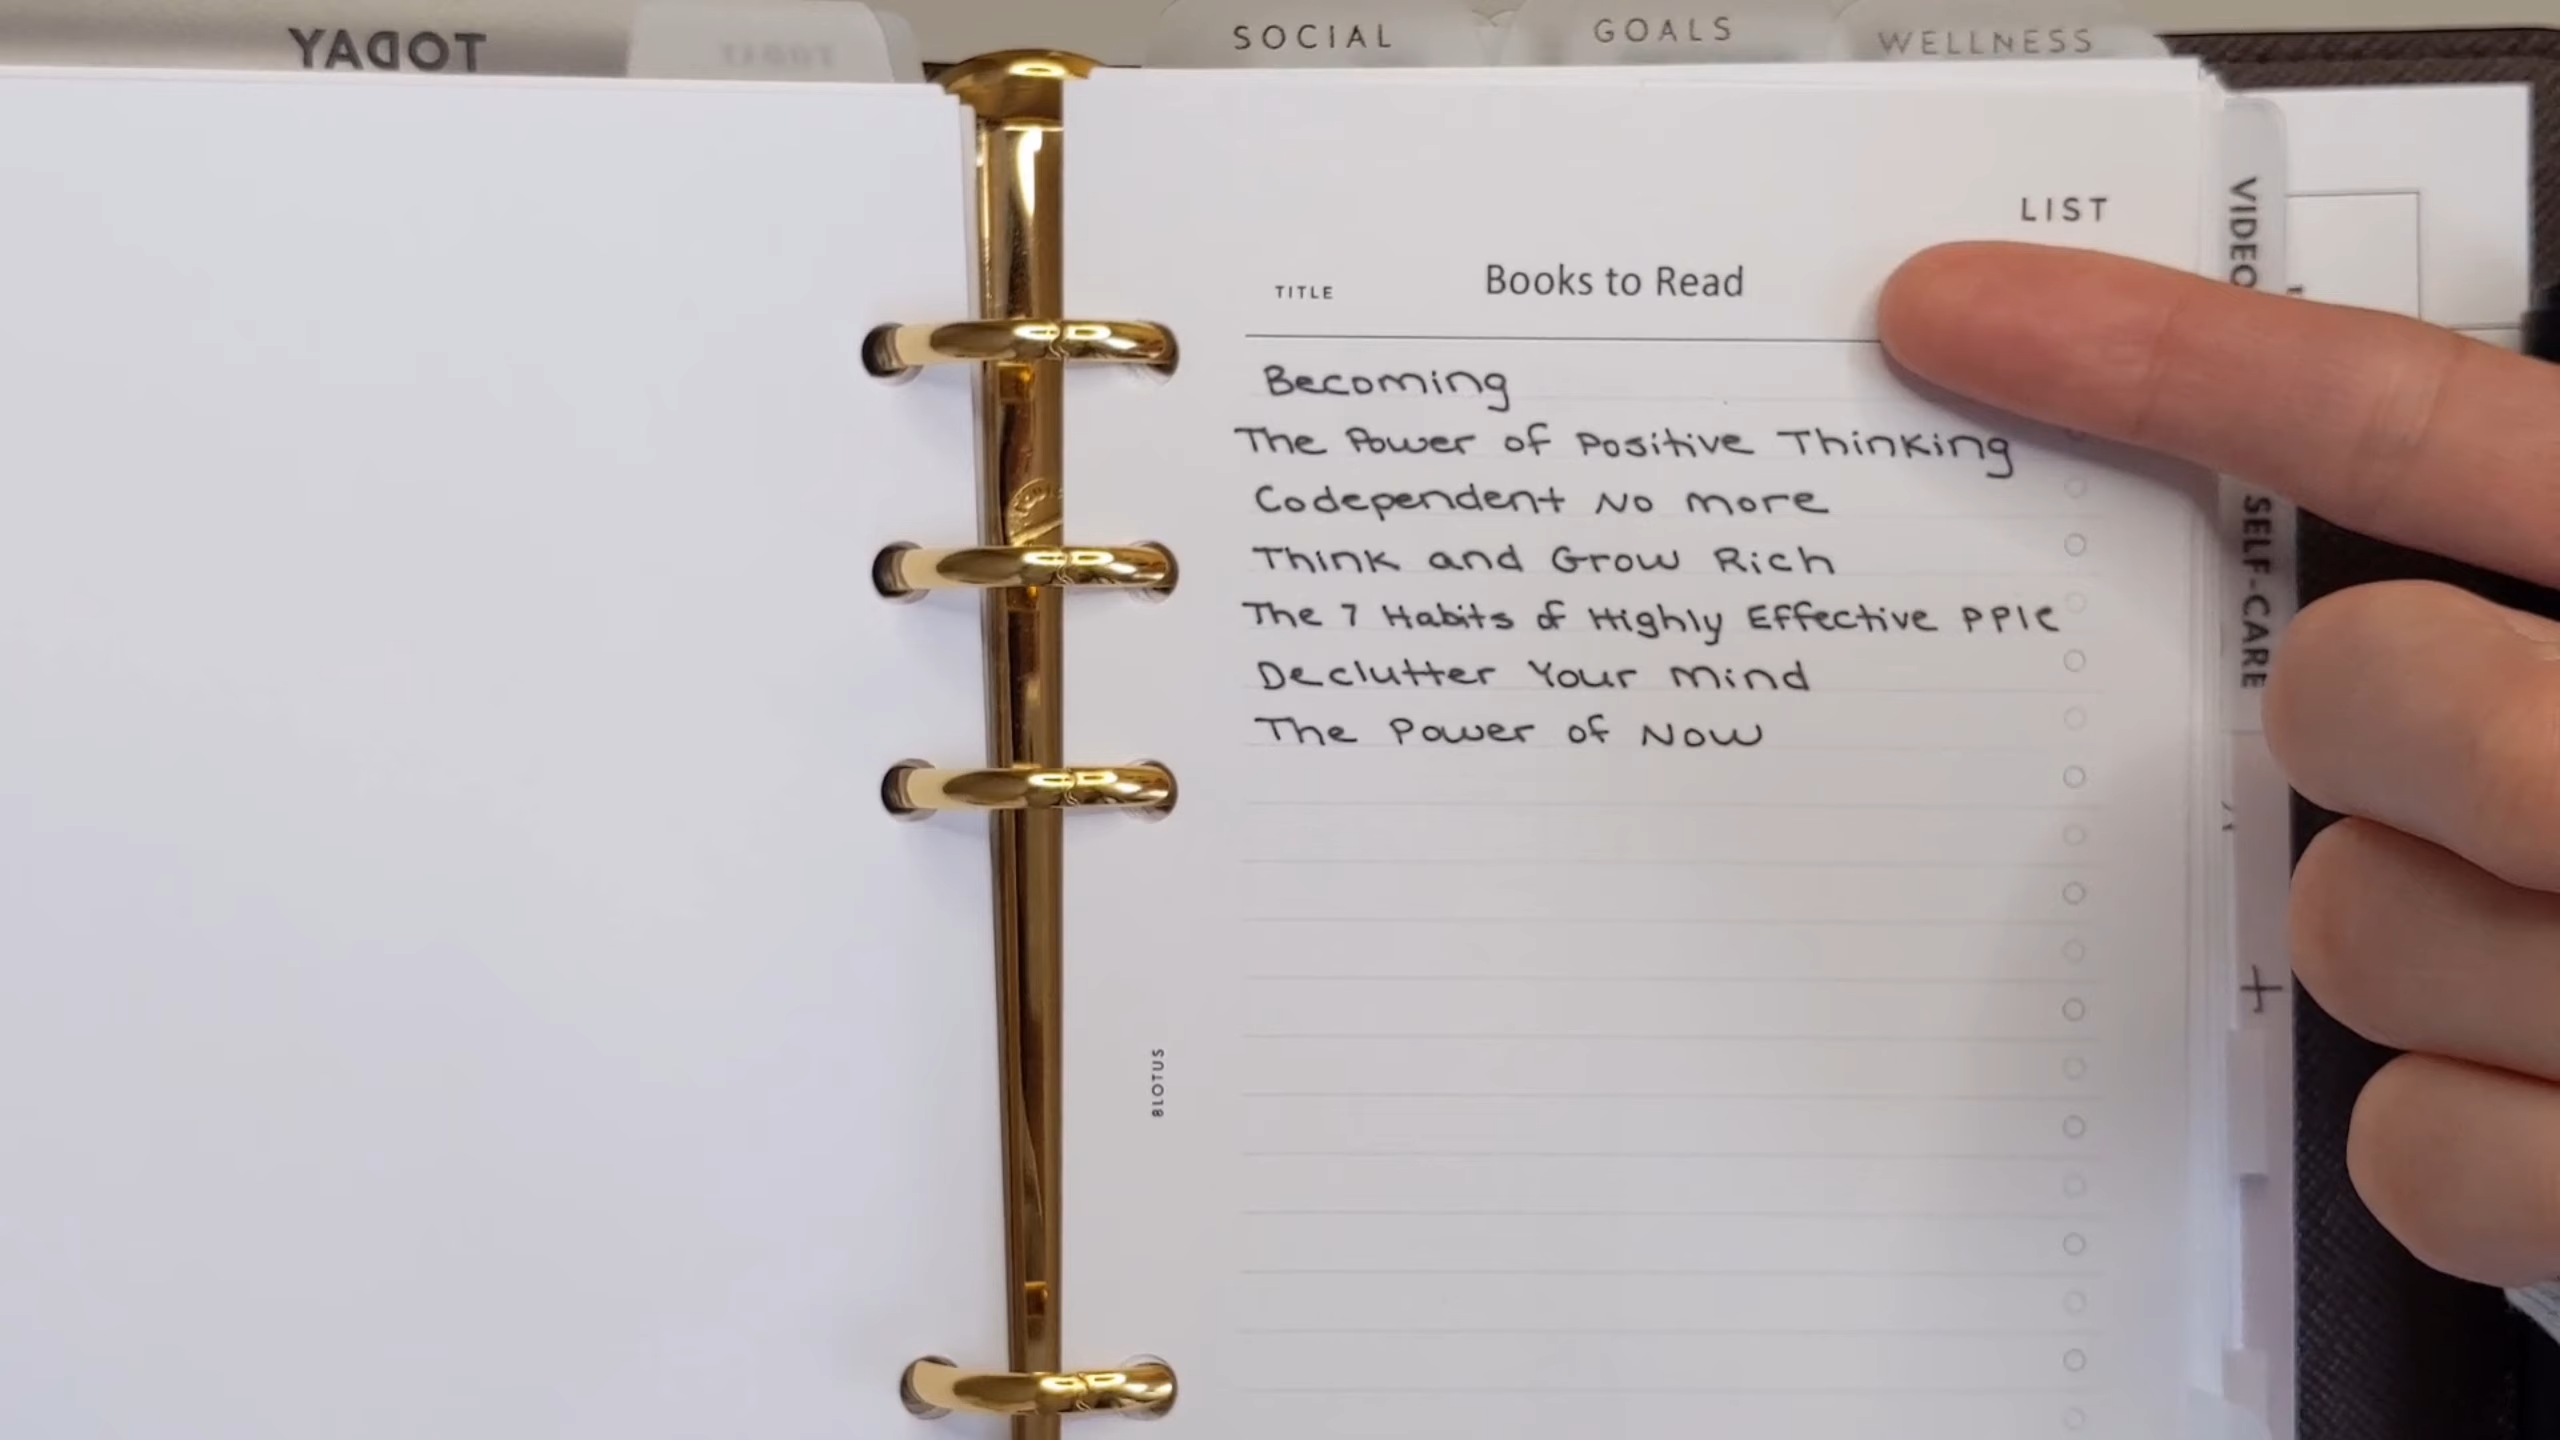 TODAY
SOCIAL
GOALS
WELLNESS
LIST
TITLE Books to Read
Becoming
The Power of Positive Thinking
Codependent No more
Think and Grow Rich
The 7 Habits of Highly Effective PPle
Declutter Your Mind
The Power of Now
VIDEO
SELF-CARE
+
8LOTUS